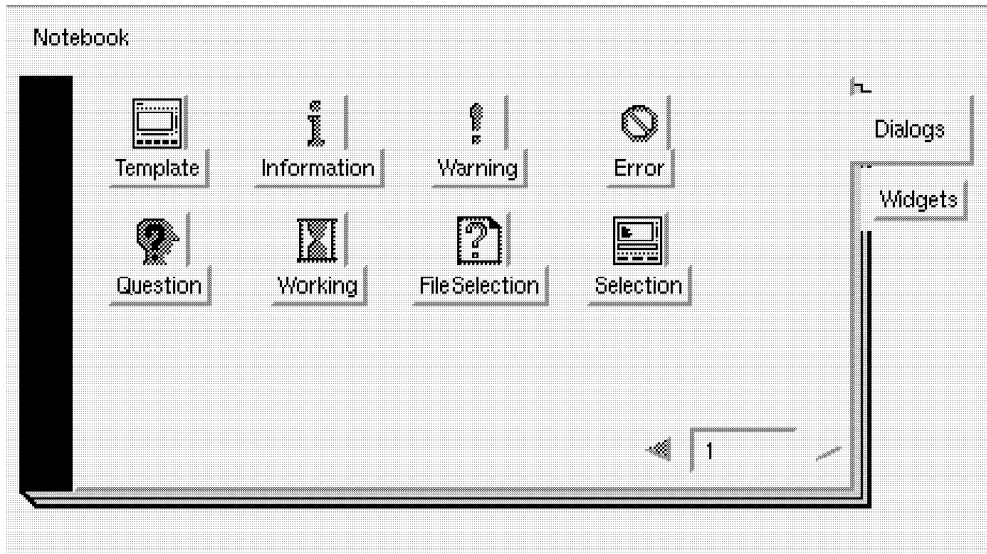 Notebook
Dialogs
Template Information Warning Error
Widgets
Question Working FileSelection Selection
1